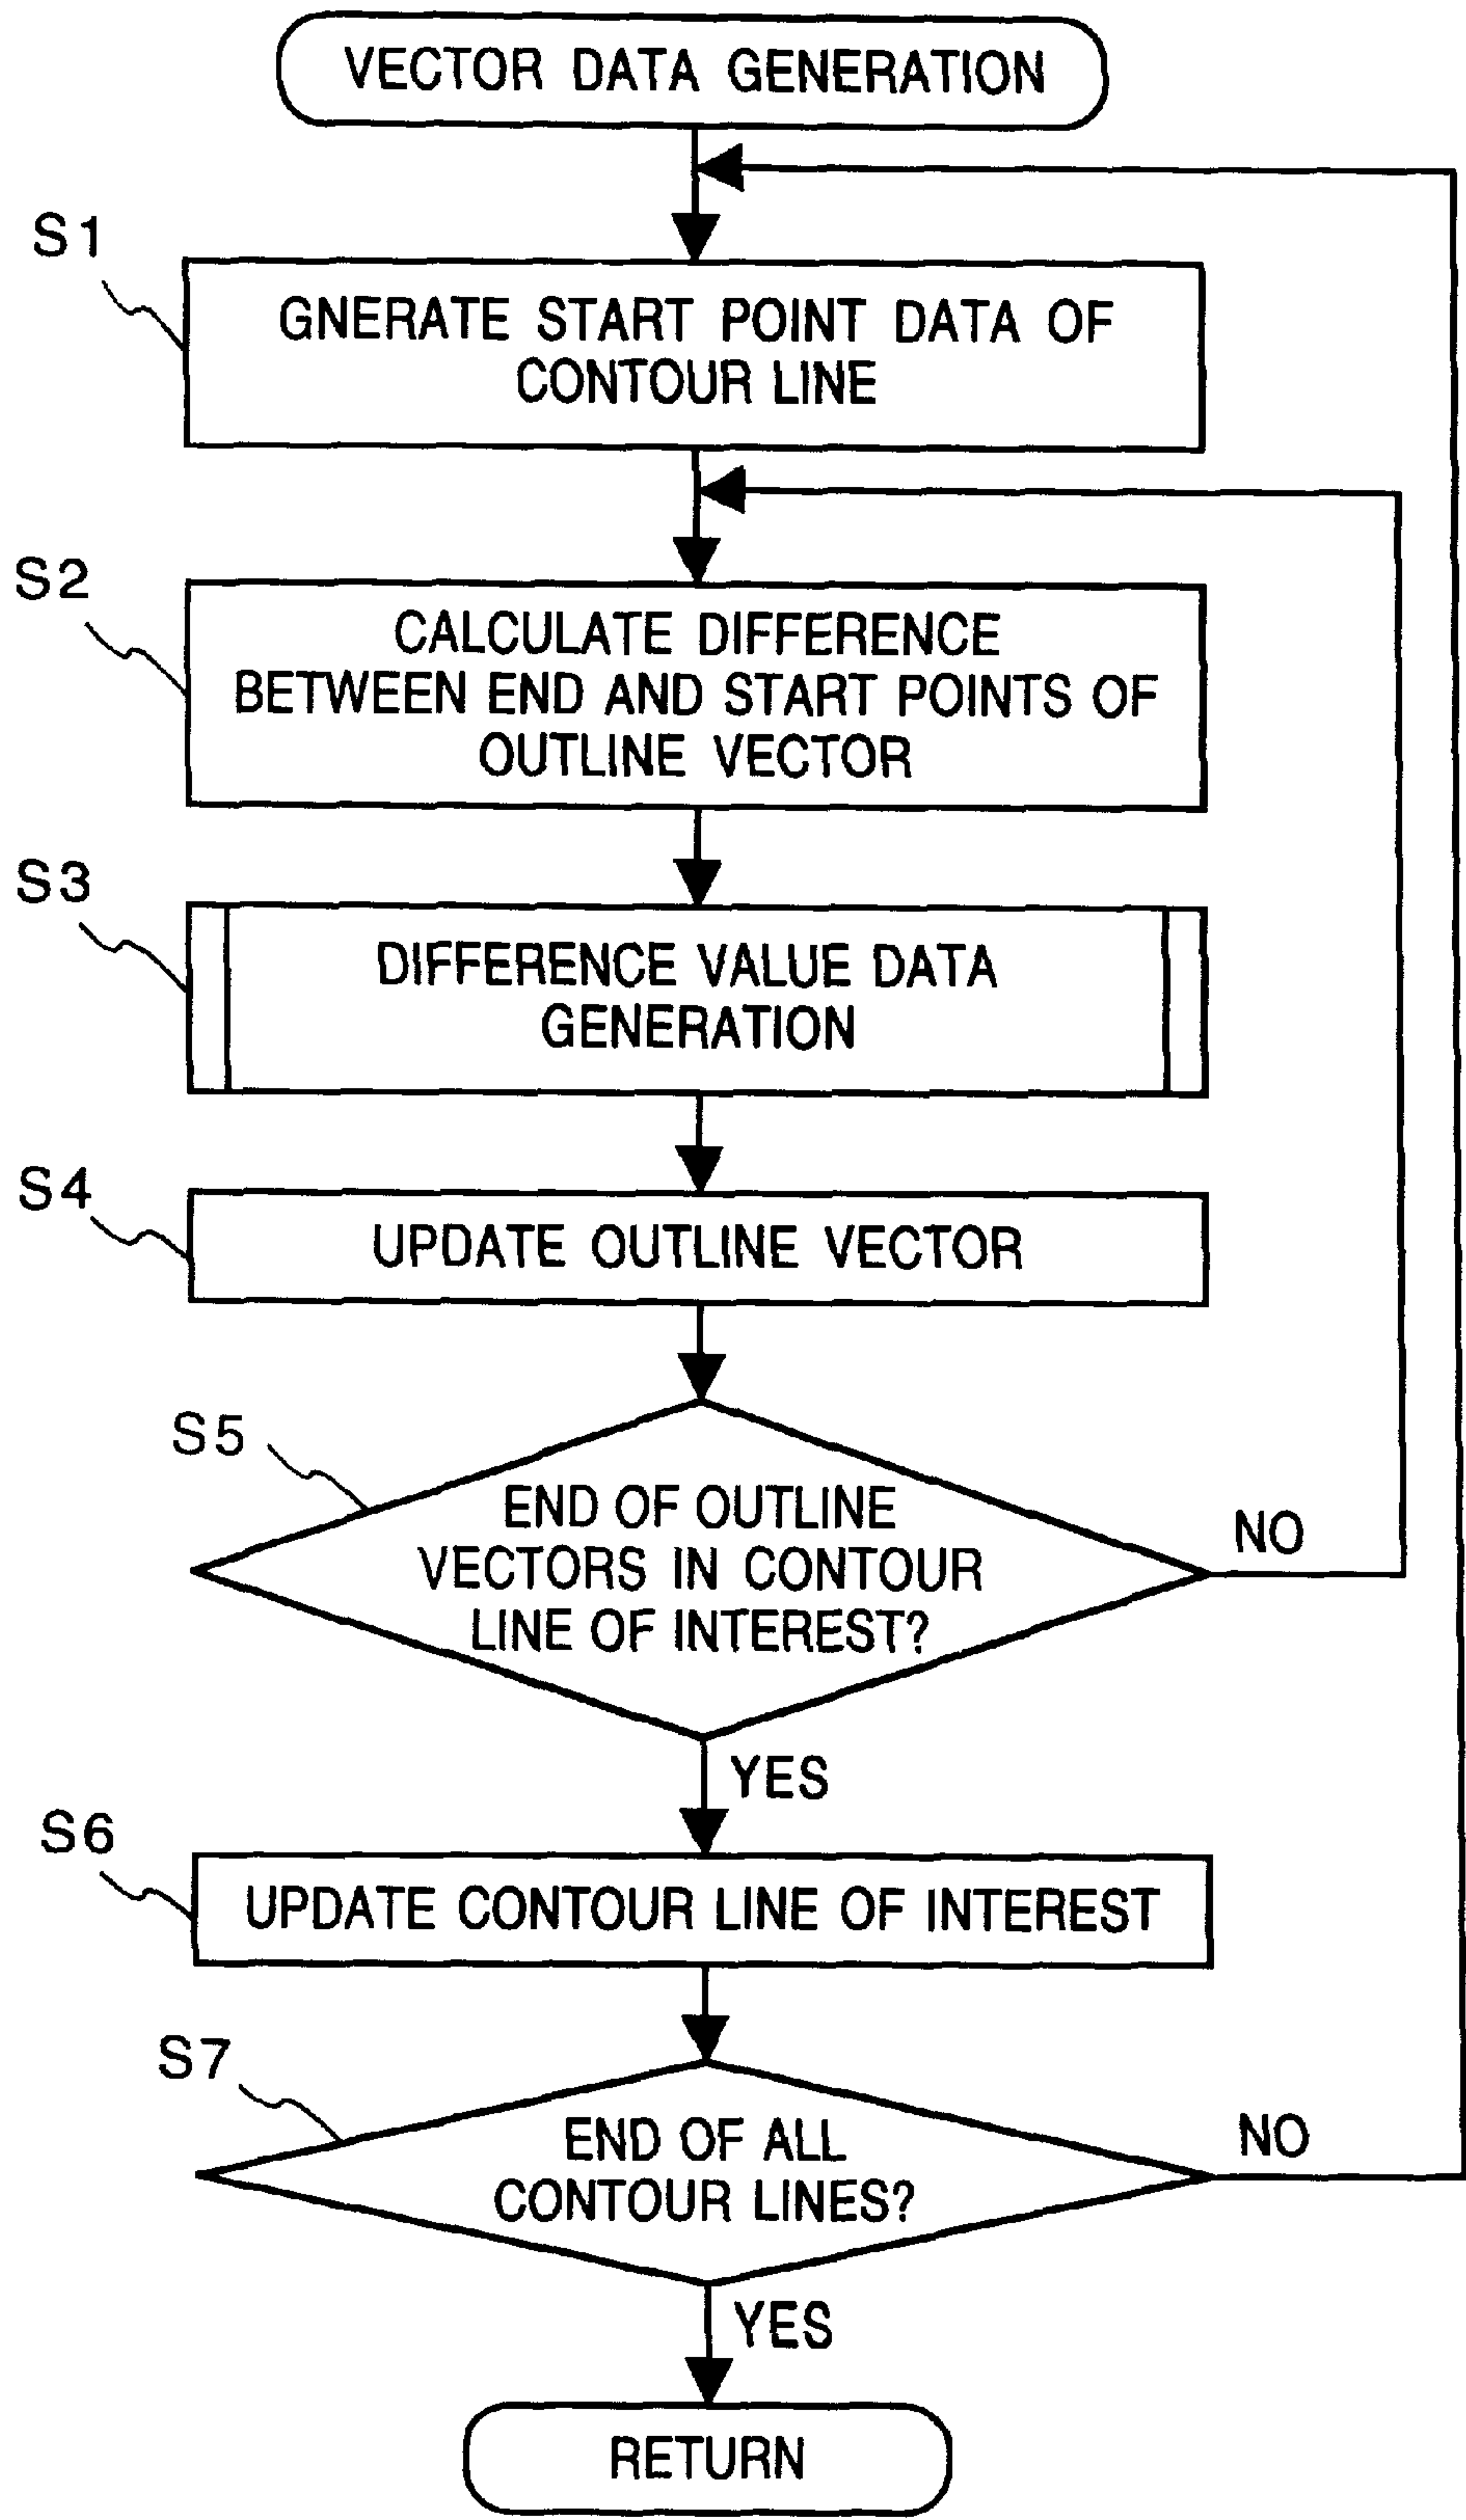 VECTOR DATA GENERATION
S1
GNERATE START POINT DATA OF
CONTOUR LINE
S2
CALCULATE DIFFERENCE
BETWEEN END AND START POINTS OF
OUTLINE VECTOR
S3
DIFFERENCE VALUE DATA
GENERATION
S4
UPDATE OUTLINE VECTOR
S5
END OF OUTLINE
VECTORS IN CONTOUR
LINE OF INTEREST?
NO
YES
S6
UPDATE CONTOUR LINE OF INTEREST
S7
END OF ALL
CONTOUR LINES?
NO
YES
RETURN